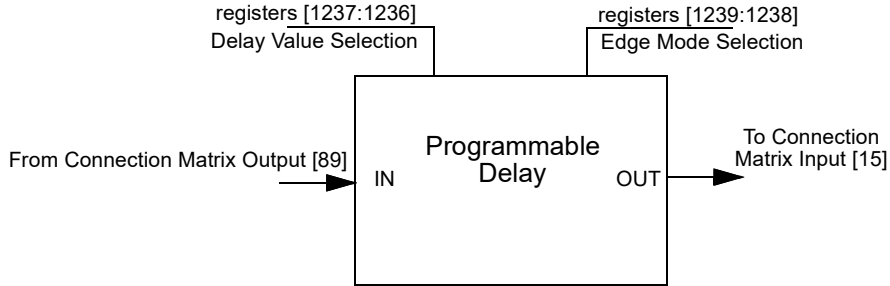 registers [1237:1236]
Delay Value Selection
registers [1239:1238]
Edge Mode Selection
From Connection Matrix Output [89]
IN
Programmable
Delay
OUT
To Connection
Matrix Input [15]